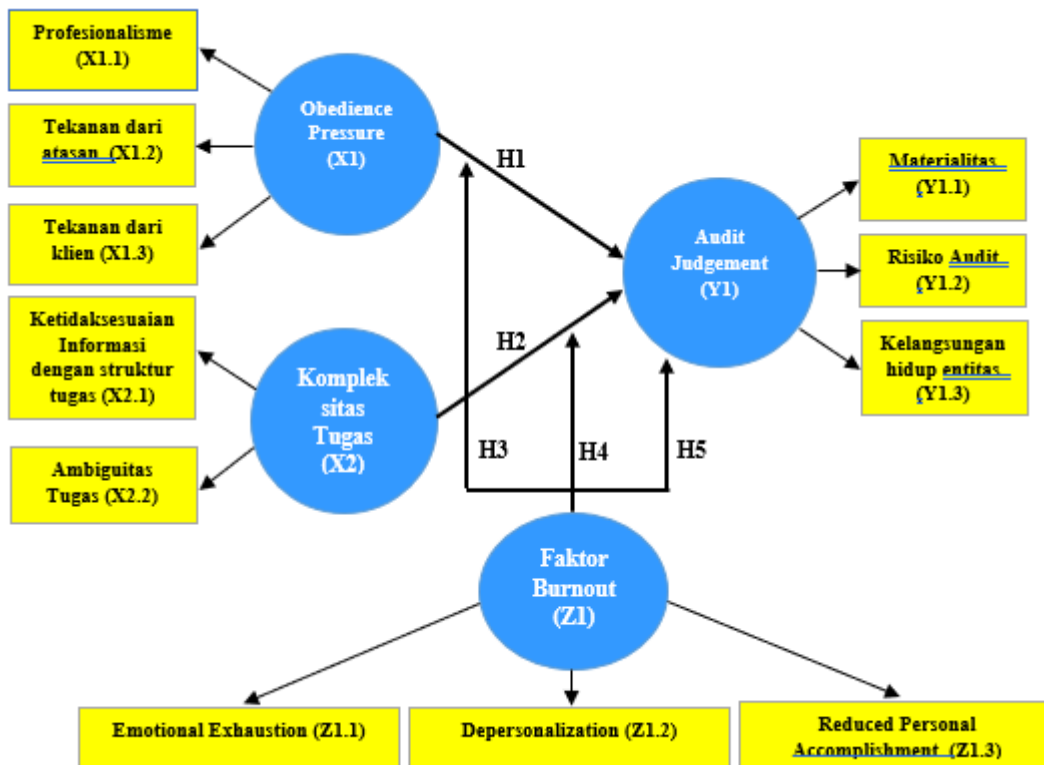 Profesionalisme
(X1.1)
Tekanan dari
atasan (X1.2)
Tekanan dari
klien (X1.3)
Ketidaksesuaian
Informasi
dengan struktur
tugas (X2.1)
Ambiguitas
Tugas (X2.2)
Obedience
Pressure
(X1)
Komplek
sitas
Tugas
(X2)
H1
H2
H3
H4
H5
Audit
Judgement
(Y1)
Materialitas
(Y1.1)
Risiko Audit
(Y1.2)
Kelangsungan
hidup entitas
(Y1.3)
Faktor
Burnout
(Z1)
Emotional Exhaustion (Z1.1)
Depersonalization (Z1.2)
Reduced Personal
Accomplishment (Z1.3)